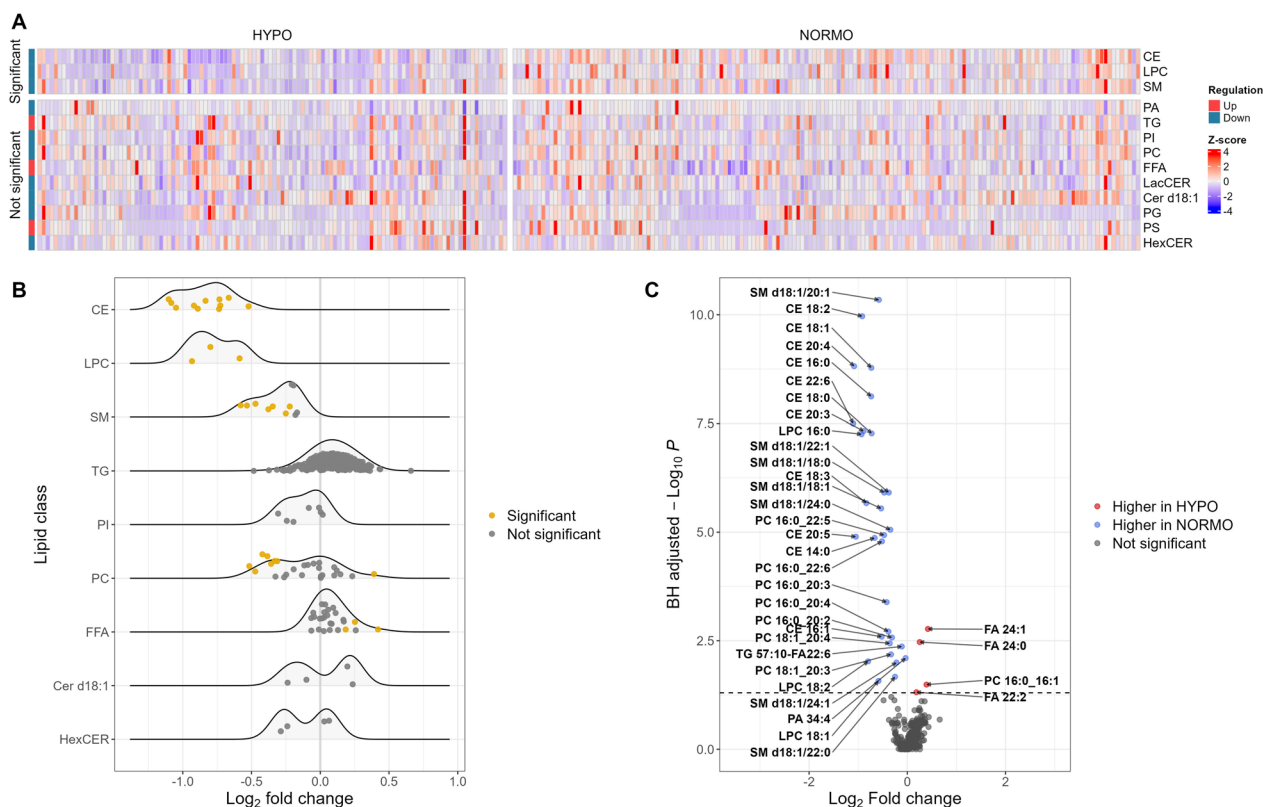 A
HYPO
NORMO
Significant
Not significant
CE
LPC
SM
PA
TG
PI
PC
FFA
LacCER
Cer d18:1
PG
PS
HexCER
Regulation
Up
Down
Z-score
4
2
0
-2
-4
B
Lipid class
CE
LPC
SM
TG
PI
PC
FFA
Cer d18:1
HexCER
-1.0
-0.5
0.0
0.5
1.0
Log2 fold change
Significant
Not significant
C
BH adjusted − Log10 P
10.0
7.5
5.0
2.5
0.0
SM d18:1/20:1
CE 18:2
CE 18:1
CE 20:4
CE 16:0
CE 22:6
CE 18:0
CE 20:3
LPC 16:0
SM d18:1/22:1
SM d18:1/18:0
CE 18:3
SM d18:1/18:1
SM d18:1/24:0
PC 16:0_22:5
CE 20:5
CE 14:0
PC 16:0_22:6
PC 16:0_20:3
PC 16:0_20:4
PC 16:0_20:2
CE 16:1
PC 18:1_20:4
TG 57:10-FA22:6
PC 18:1_20:3
LPC 18:2
SM d18:1/24:1
PA 34:4
LPC 18:1
SM d18:1/22:0
FA 24:1
FA 24:0
PC 16:0_16:1
FA 22:2
-2
0
2
Log2 Fold change
Higher in HYPO
Higher in NORMO
Not significant